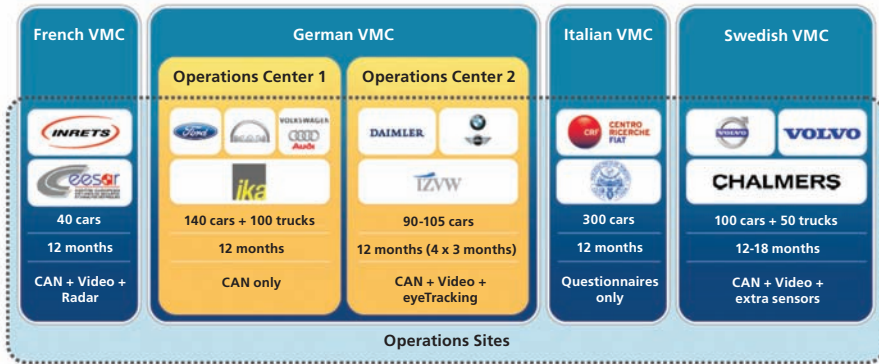 French VMC
German VMC
Italian VMC
Swedish VMC
Operations Center 1
Operations Center 2
INRETS
Ford
VOLKSWAGEN
Audi
DAIMLER
CRF
CENTRO
RICERCHE
FIAT
VOLVO
VOLVO
Ceesar
ika
IZVW
CHALMERS
40 cars
140 cars + 100 trucks
90-105 cars
300 cars
100 cars + 50 trucks
12 months
12 months
12 months (4 x 3 months)
12 months
12-18 months
CAN + Video +
Radar
CAN only
CAN + Video +
eyeTracking
Questionnaires
only
CAN + Video +
extra sensors
Operations Sites